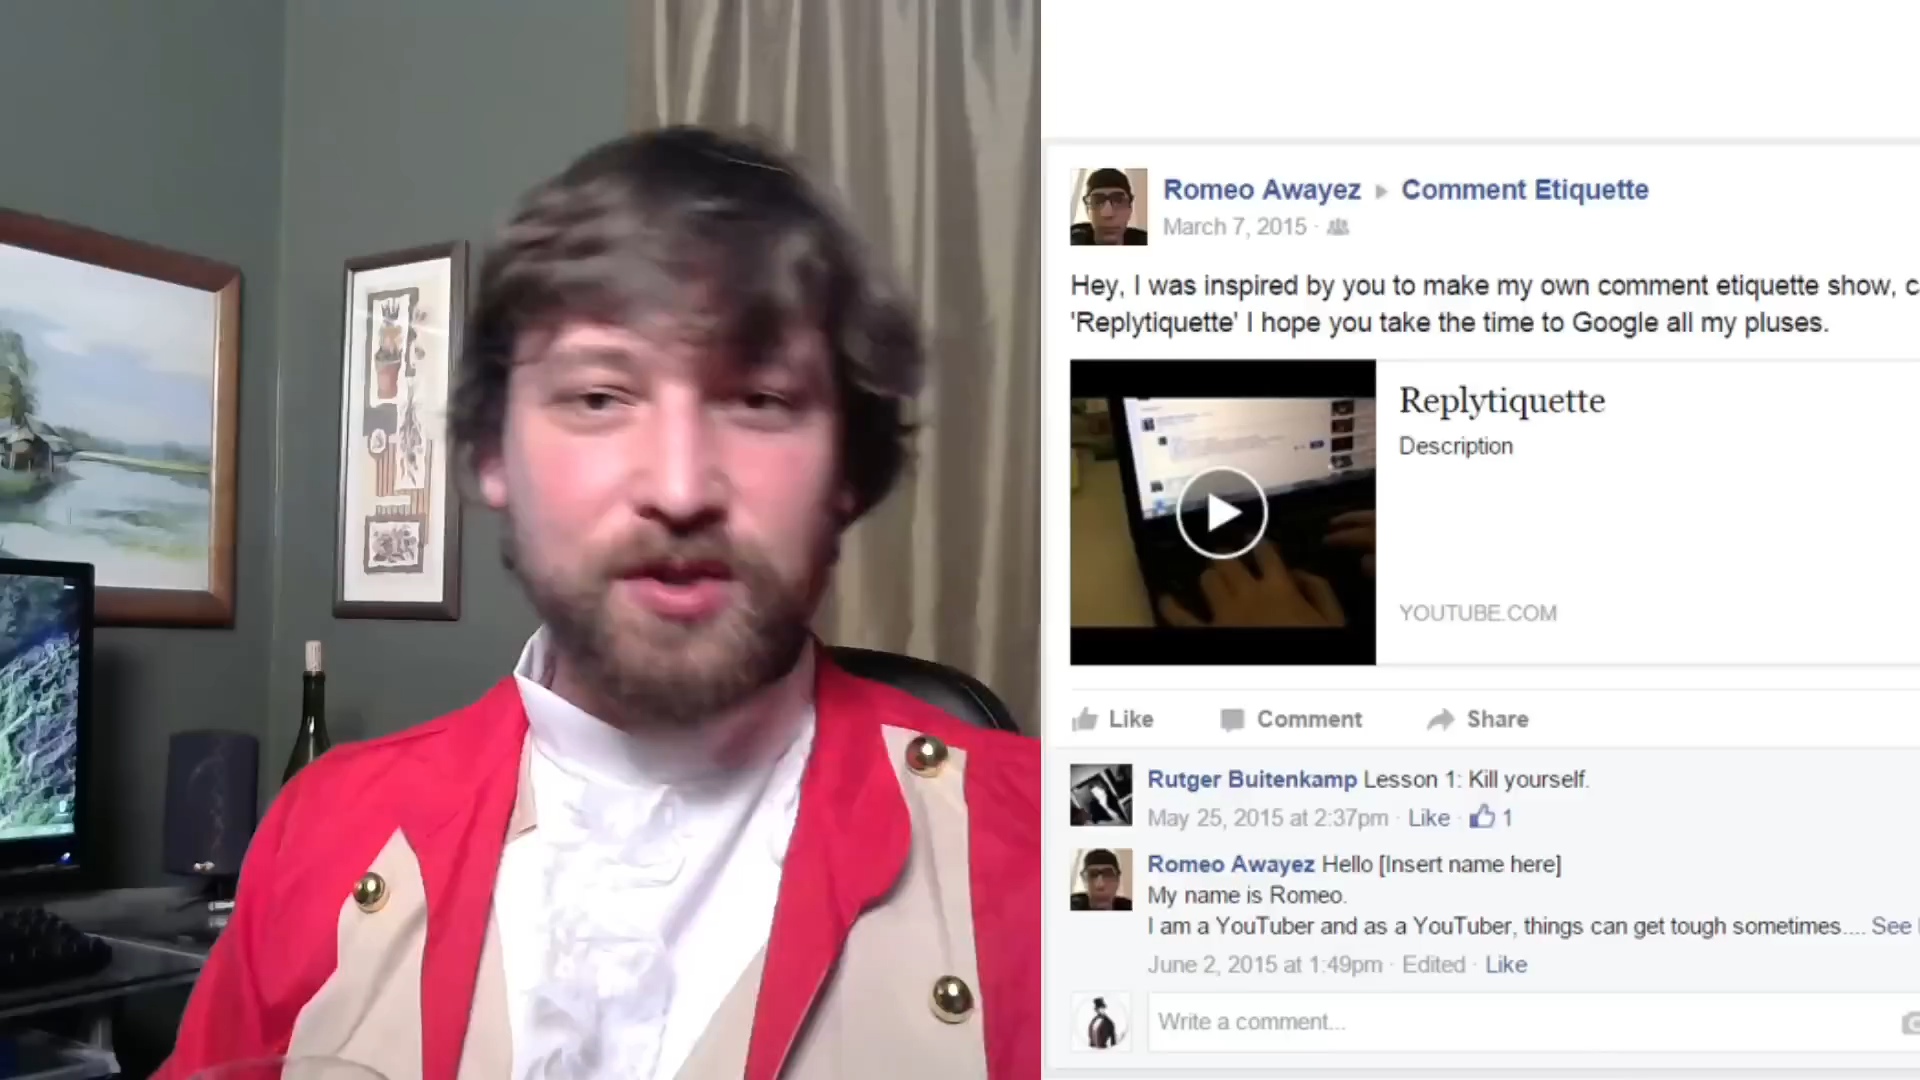 Romeo Awayez ▸ Comment Etiquette
March 7, 2015 ·
Hey, I was inspired by you to make my own comment etiquette show, c
'Replytiquette' I hope you take the time to Google all my pluses.
Replytiquette
Description
YOUTUBE.COM
Like Comment Share
Rutger Buitenkamp Lesson 1: Kill yourself.
May 25, 2015 at 2:37pm · Like · 1
Romeo Awayez Hello [Insert name here]
My name is Romeo.
I am a YouTuber and as a YouTuber, things can get tough sometimes.... See
June 2, 2015 at 1:49pm · Edited · Like
Write a comment...